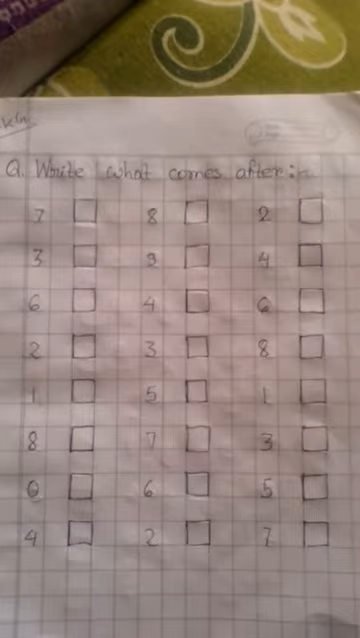 Q. Write what comes after :-
7 8 2
3 9 4
6 4 6
2 3 8
1 5 1
8 7 3
0 6 5
4 2 7